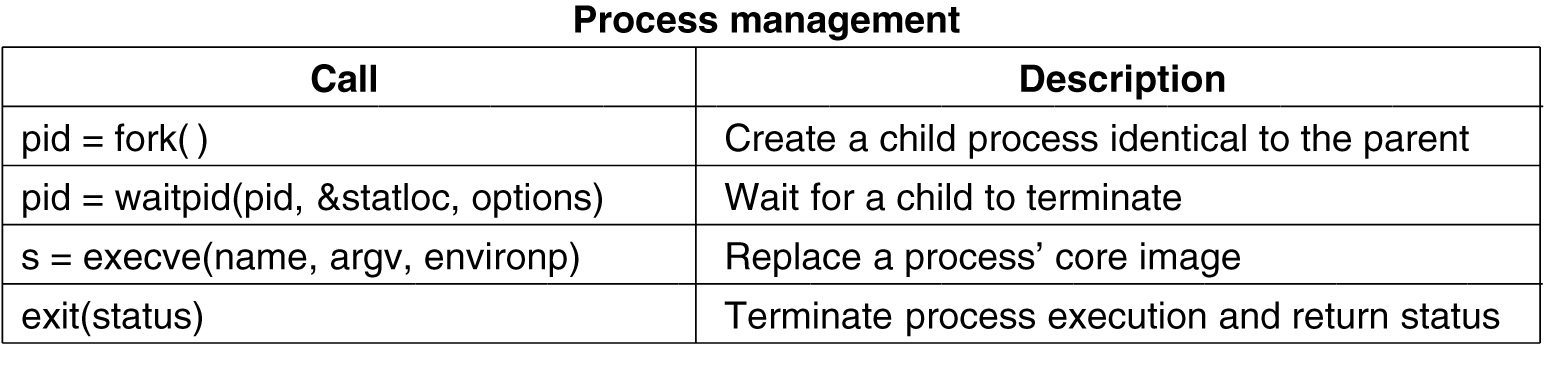 Process management
Call Description
pid = fork( ) Create a child process identical to the parent
pid = waitpid(pid, &statloc, options) Wait for a child to terminate
s = execve(name, argv, environp) Replace a process’ core image
exit(status) Terminate process execution and return status